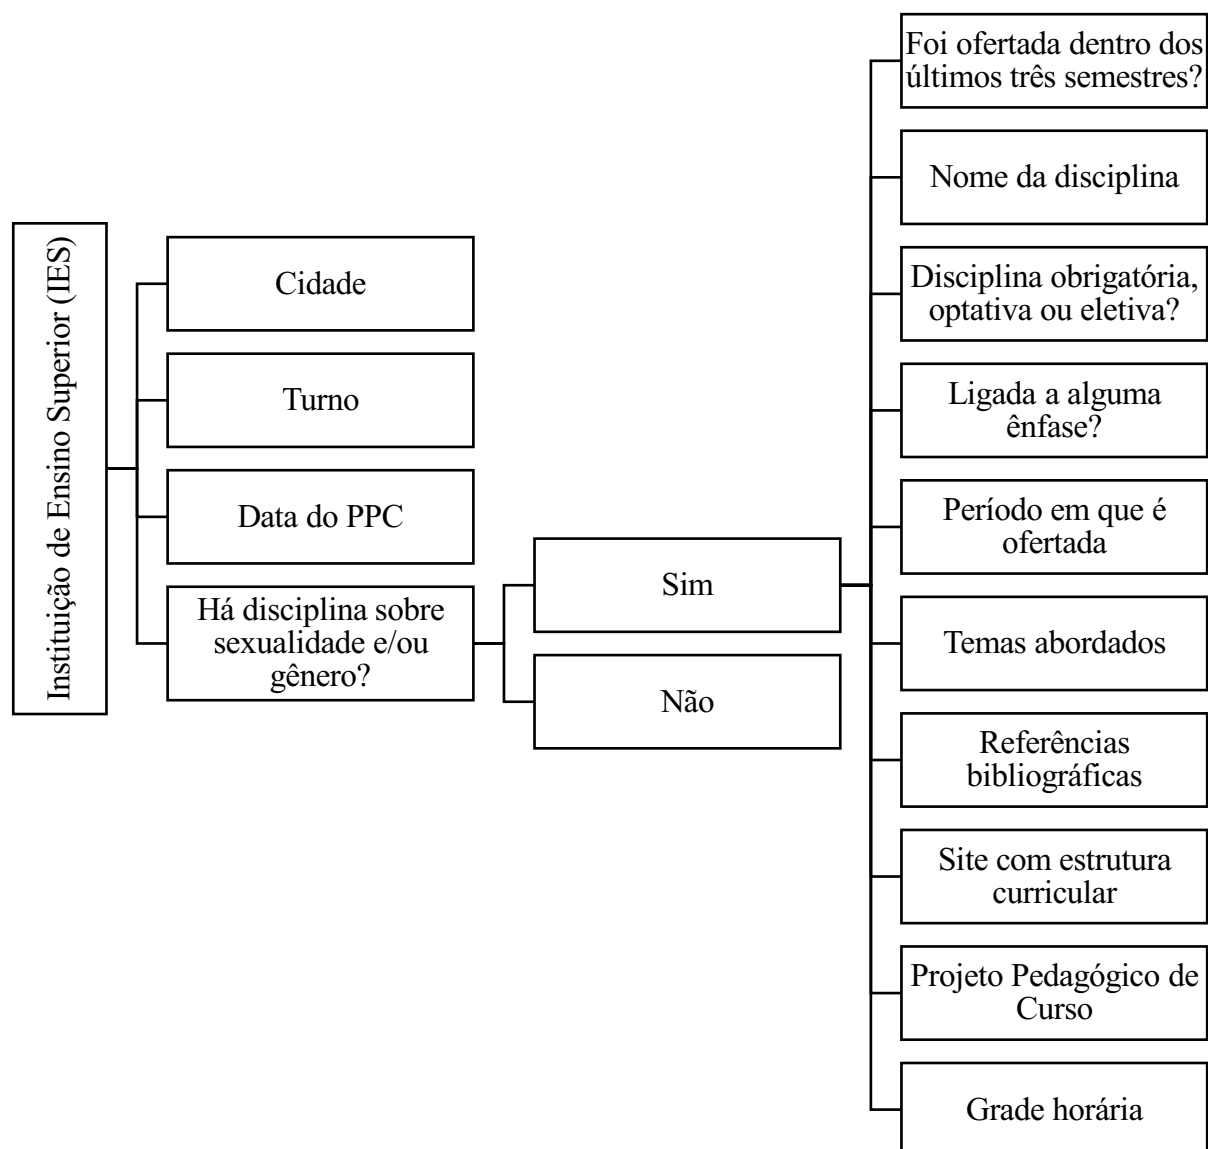 Instituição de Ensino Superior (IES)
Cidade
Turno
Data do PPC
Há disciplina sobre
sexualidade e/ou
gênero?
Sim
Não
Foi ofertada dentro dos
últimos três semestres?
Nome da disciplina
Disciplina obrigatória,
optativa ou eletiva?
Ligada a alguma
ênfase?
Período em que é
ofertada
Temas abordados
Referências
bibliográficas
Site com estrutura
curricular
Projeto Pedagógico de
Curso
Grade horária